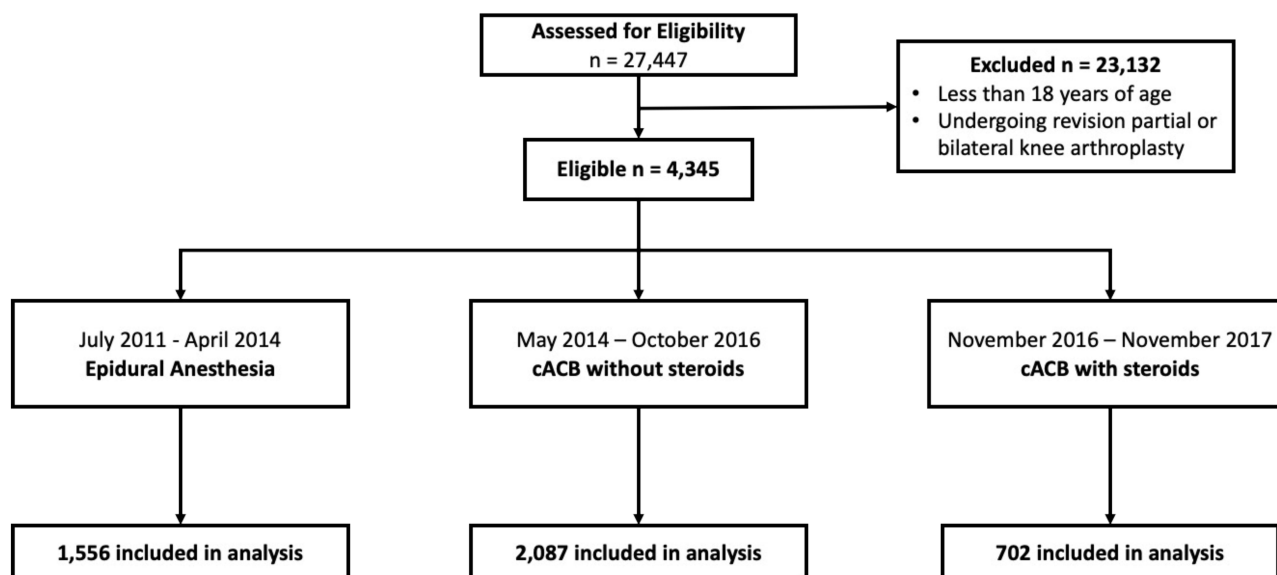 Assessed for Eligibility
n = 27,447
Excluded n = 23,132
• Less than 18 years of age
• Undergoing revision partial or
bilateral knee arthroplasty
Eligible n = 4,345
July 2011 - April 2014
Epidural Anesthesia
May 2014 – October 2016
cACB without steroids
November 2016 – November 2017
cACB with steroids
1,556 included in analysis
2,087 included in analysis
702 included in analysis